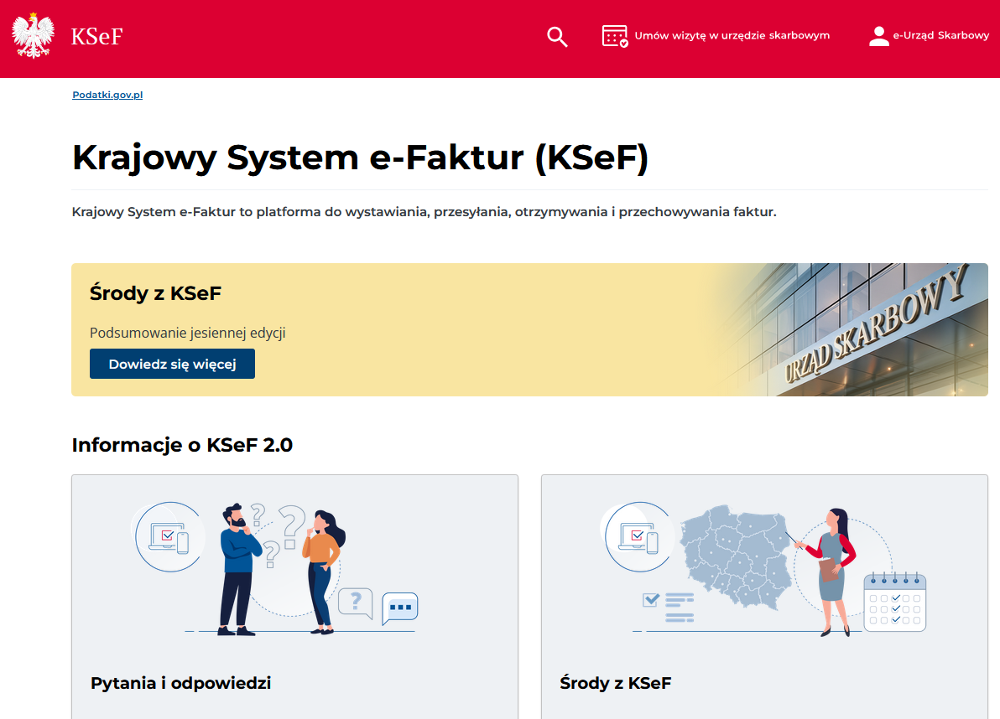 KSeF
Umów wizytę w urzędzie skarbowym
e-Urząd Skarbowy
Podatki.gov.pl
Krajowy System e-Faktur (KSeF)
Krajowy System e-Faktur to platforma do wystawiania, przesyłania, otrzymywania i przechowywania faktur.
Środy z KSeF
Podsumowanie jesiennej edycji
Dowiedz się więcej
URZĄD SKARBOWY
Informacje o KSeF 2.0
? ? ?
?
Pytania i odpowiedzi
Środy z KSeF